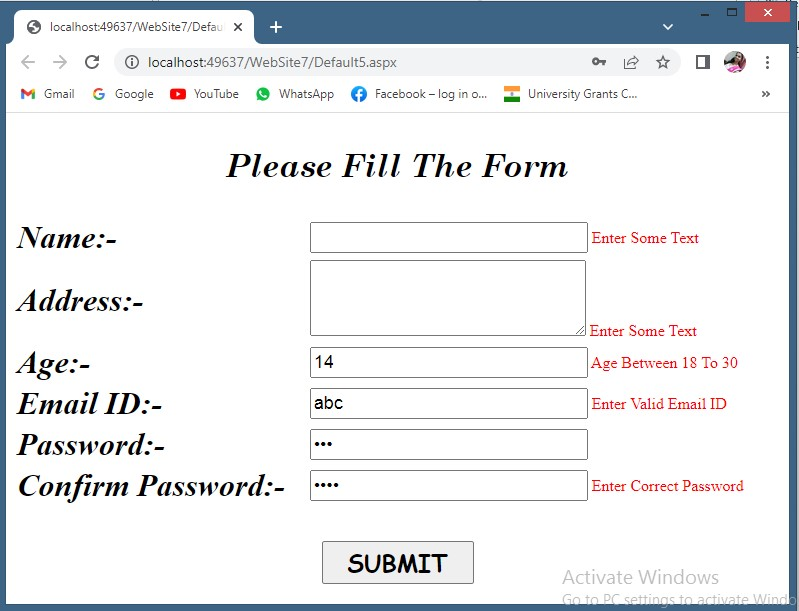 localhost:49637/WebSite7/Defau
localhost:49637/WebSite7/Default5.aspx
Gmail Google YouTube WhatsApp Facebook – log in o... University Grants C... »
Please Fill The Form
Name:- Enter Some Text
Address:- Enter Some Text
Age:- 14 Age Between 18 To 30
Email ID:- abc Enter Valid Email ID
Password:- •••
Confirm Password:- •••• Enter Correct Password
SUBMIT
Activate Windows
Go to PC settings to activate Windo